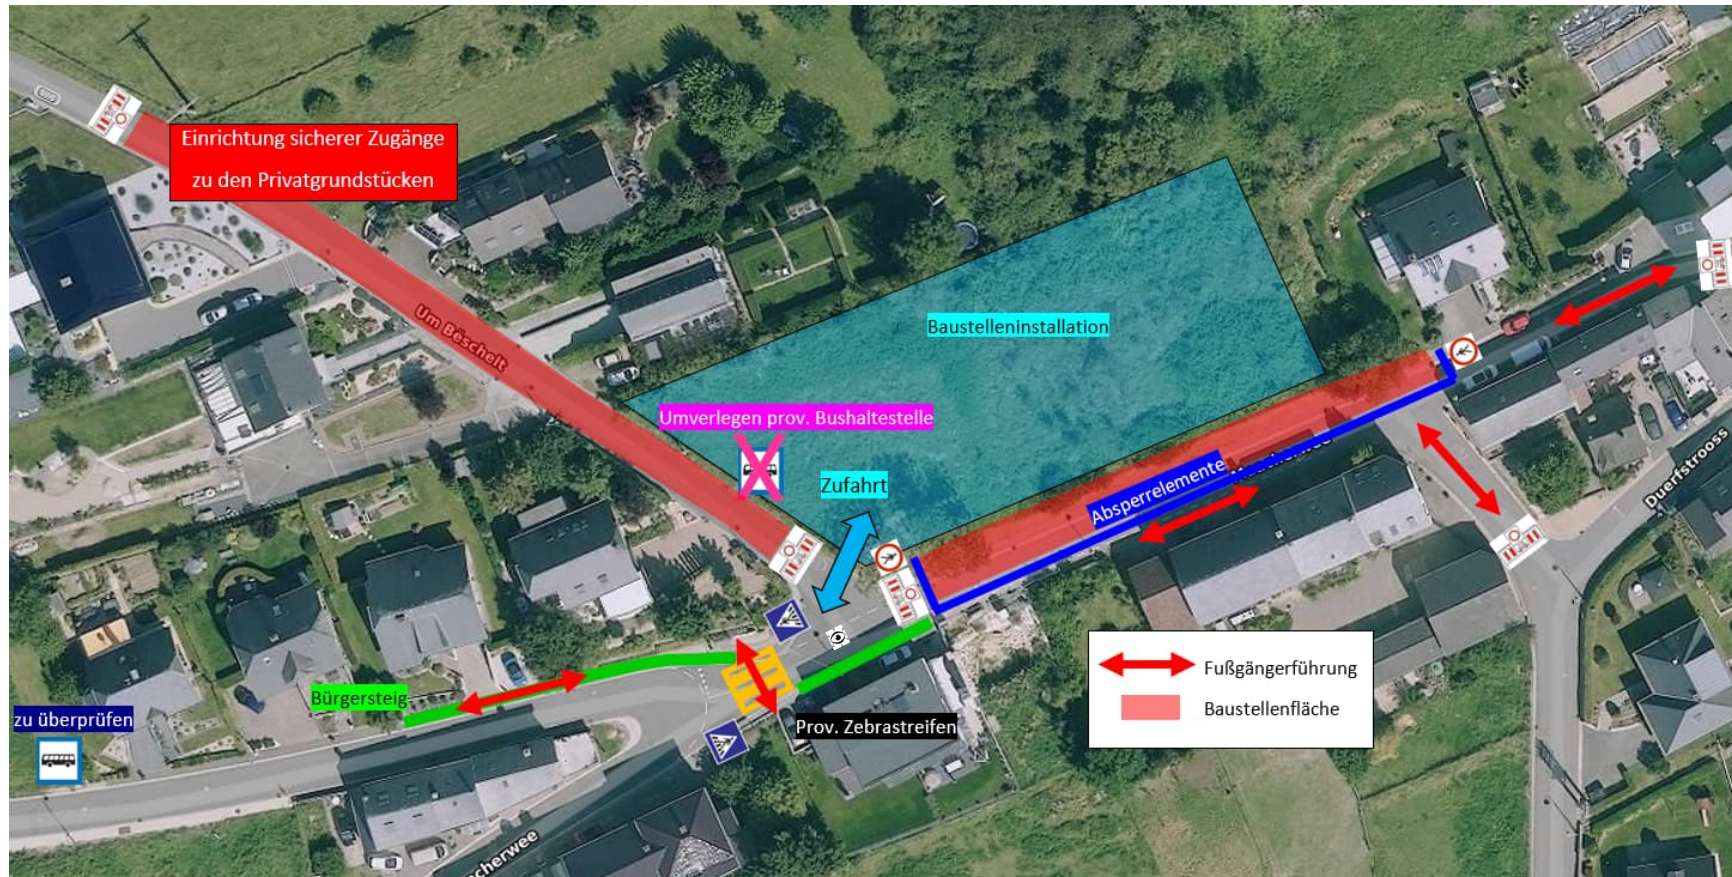 Einrichtung sicherer Zugänge
zu den Privatgrundstücken
Um Bëschelt
Baustelleninstallation
Umverlegen prov. Bushaltestelle
Zufahrt
Absperrelemente
Duerfstrooss
Bürgersteig
zu überprüfen
Prov. Zebrastreifen
Fußgängerführung
Baustellenfläche
cherwee